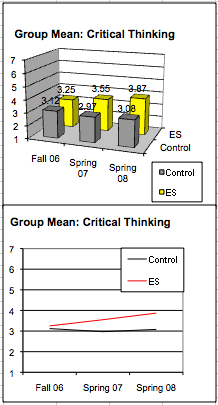 Group Mean: Critical Thinking
7
6
5
4
3
2
1
3.12
3.25
2.97
3.55
3.08
3.87
Fall 06
Spring
07
Spring
08
ES
Control
Control
ES
Group Mean: Critical Thinking
7
6
5
4
3
2
1
Control
ES
Fall 06 Spring 07 Spring 08